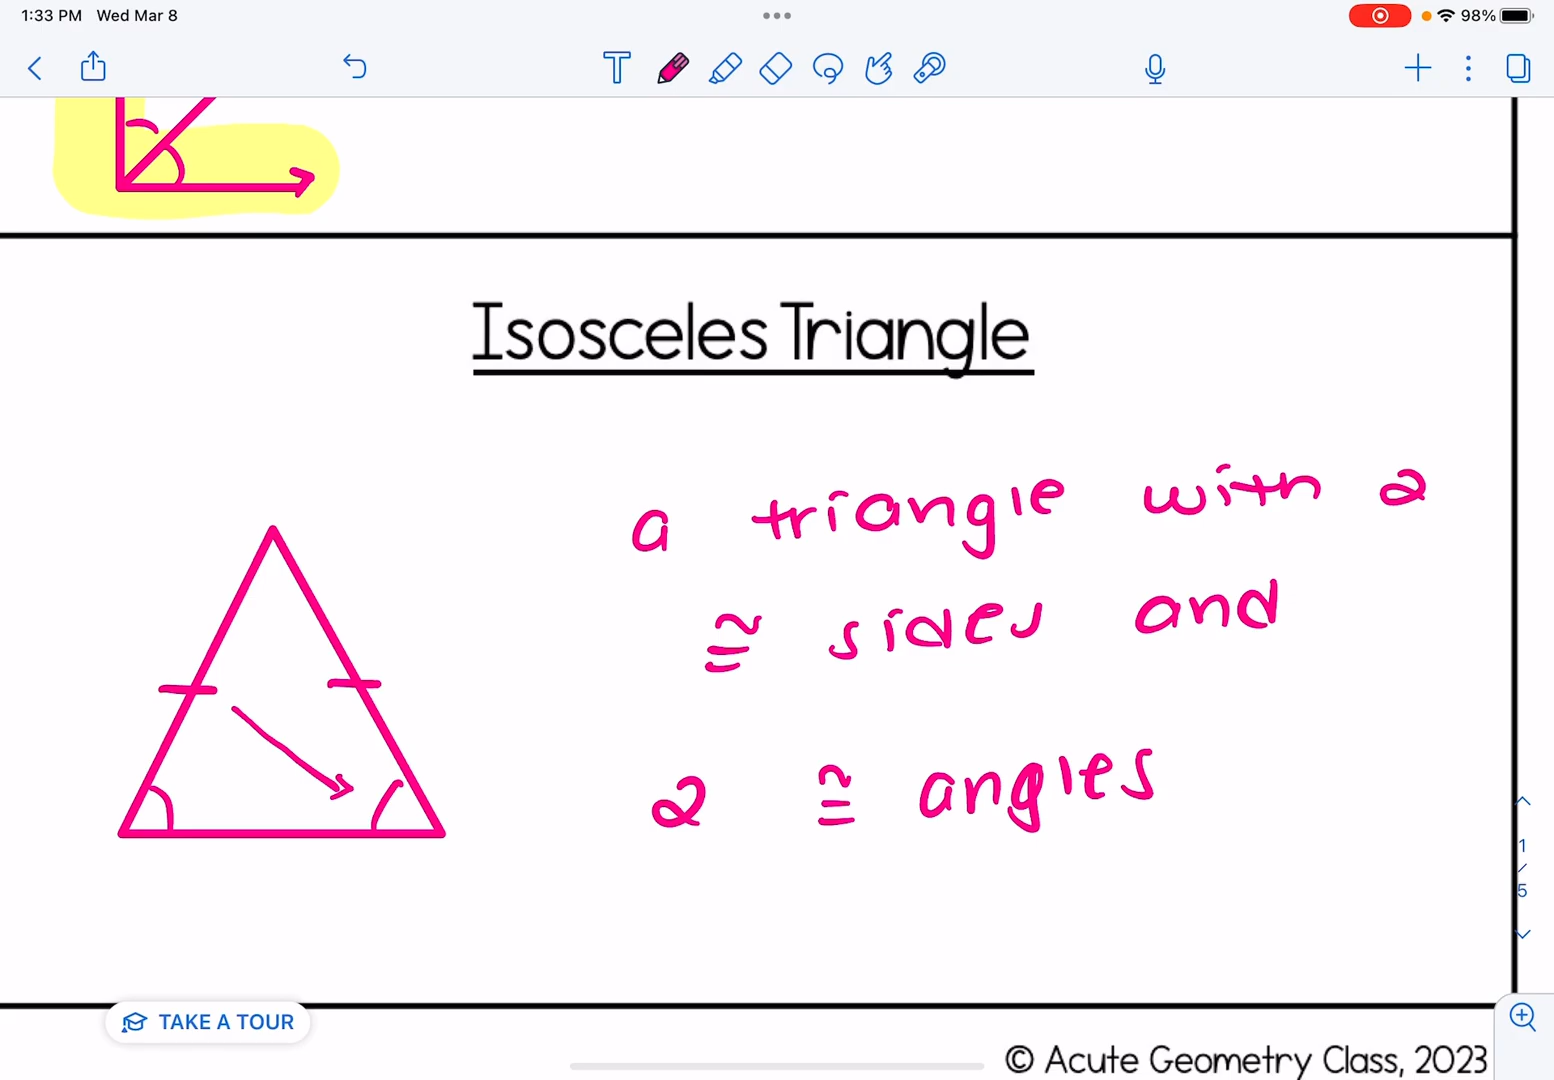 1:33 PM Wed Mar 8
98%
T
Isosceles Triangle
a triangle with 2
≅ sides and
2 ≅ angles
1
/
5
TAKE A TOUR
© Acute Geometry Class, 2023